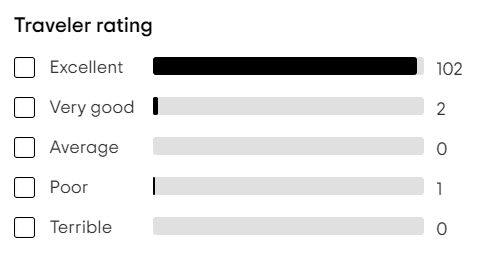 Traveler rating
Excellent 102
Very good 2
Average 0
Poor 1
Terrible 0